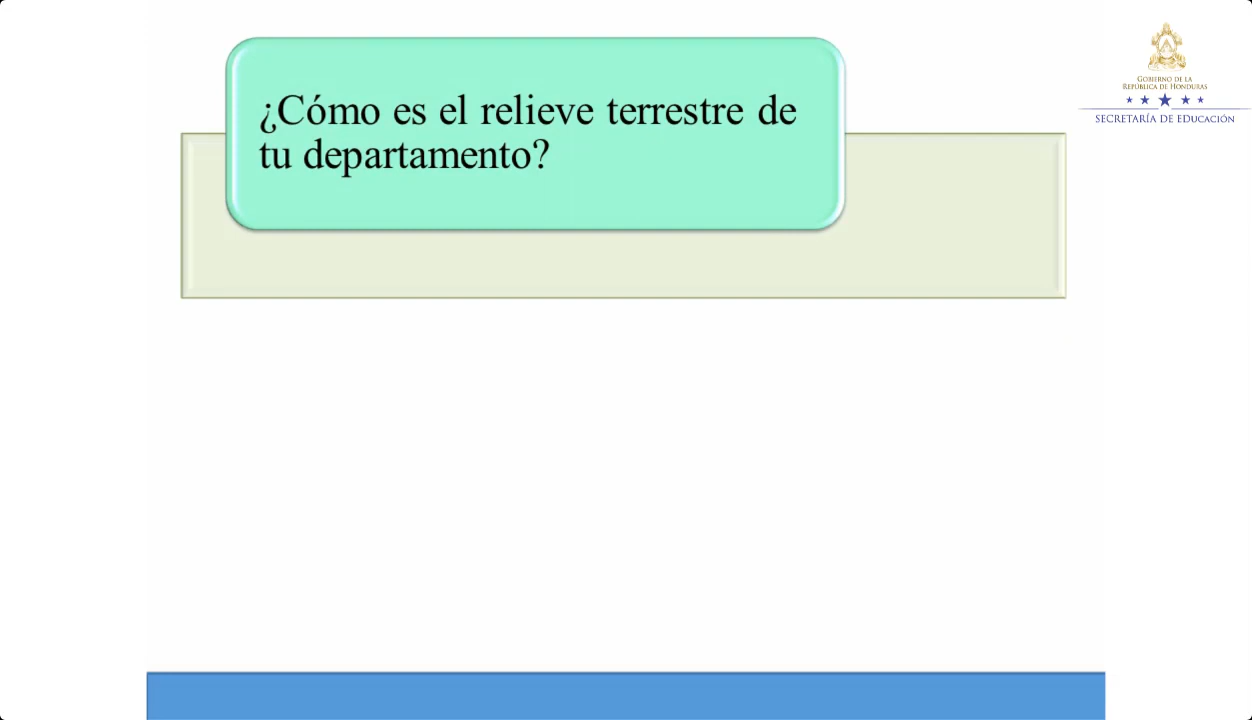 ¿Cómo es el relieve terrestre de
tu departamento?
GOBIERNO DE LA
REPÚBLICA DE HONDURAS
SECRETARÍA DE EDUCACIÓN